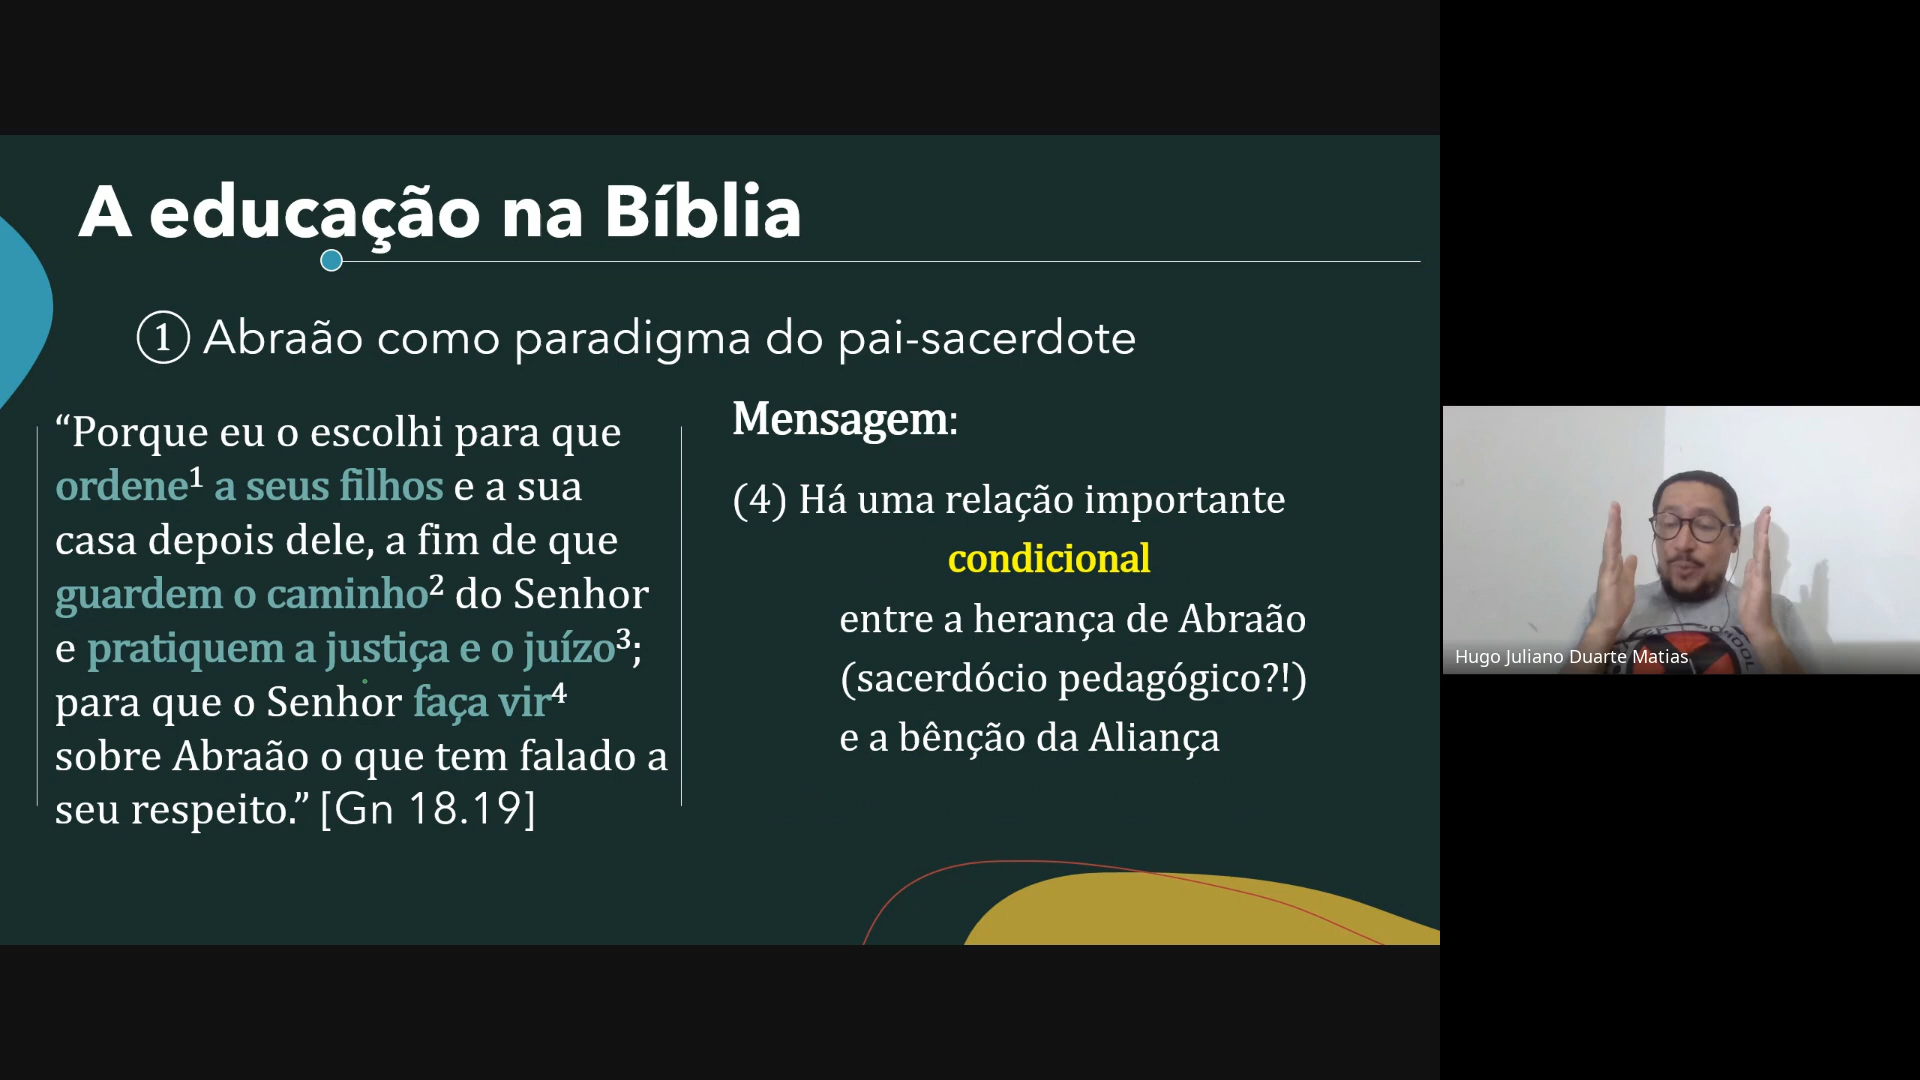 A educação na Bíblia
① Abraão como paradigma do pai-sacerdote
“Porque eu o escolhi para que
ordene¹ a seus filhos e a sua
casa depois dele, a fim de que
guardem o caminho² do Senhor
e pratiquem a justiça e o juízo³;
para que o Senhor faça vir⁴
sobre Abraão o que tem falado a
seu respeito.” [Gn 18.19]
Mensagem:
(4) Há uma relação importante
condicional
entre a herança de Abraão
(sacerdócio pedagógico?!)
e a bênção da Aliança
Hugo Juliano Duarte Matias